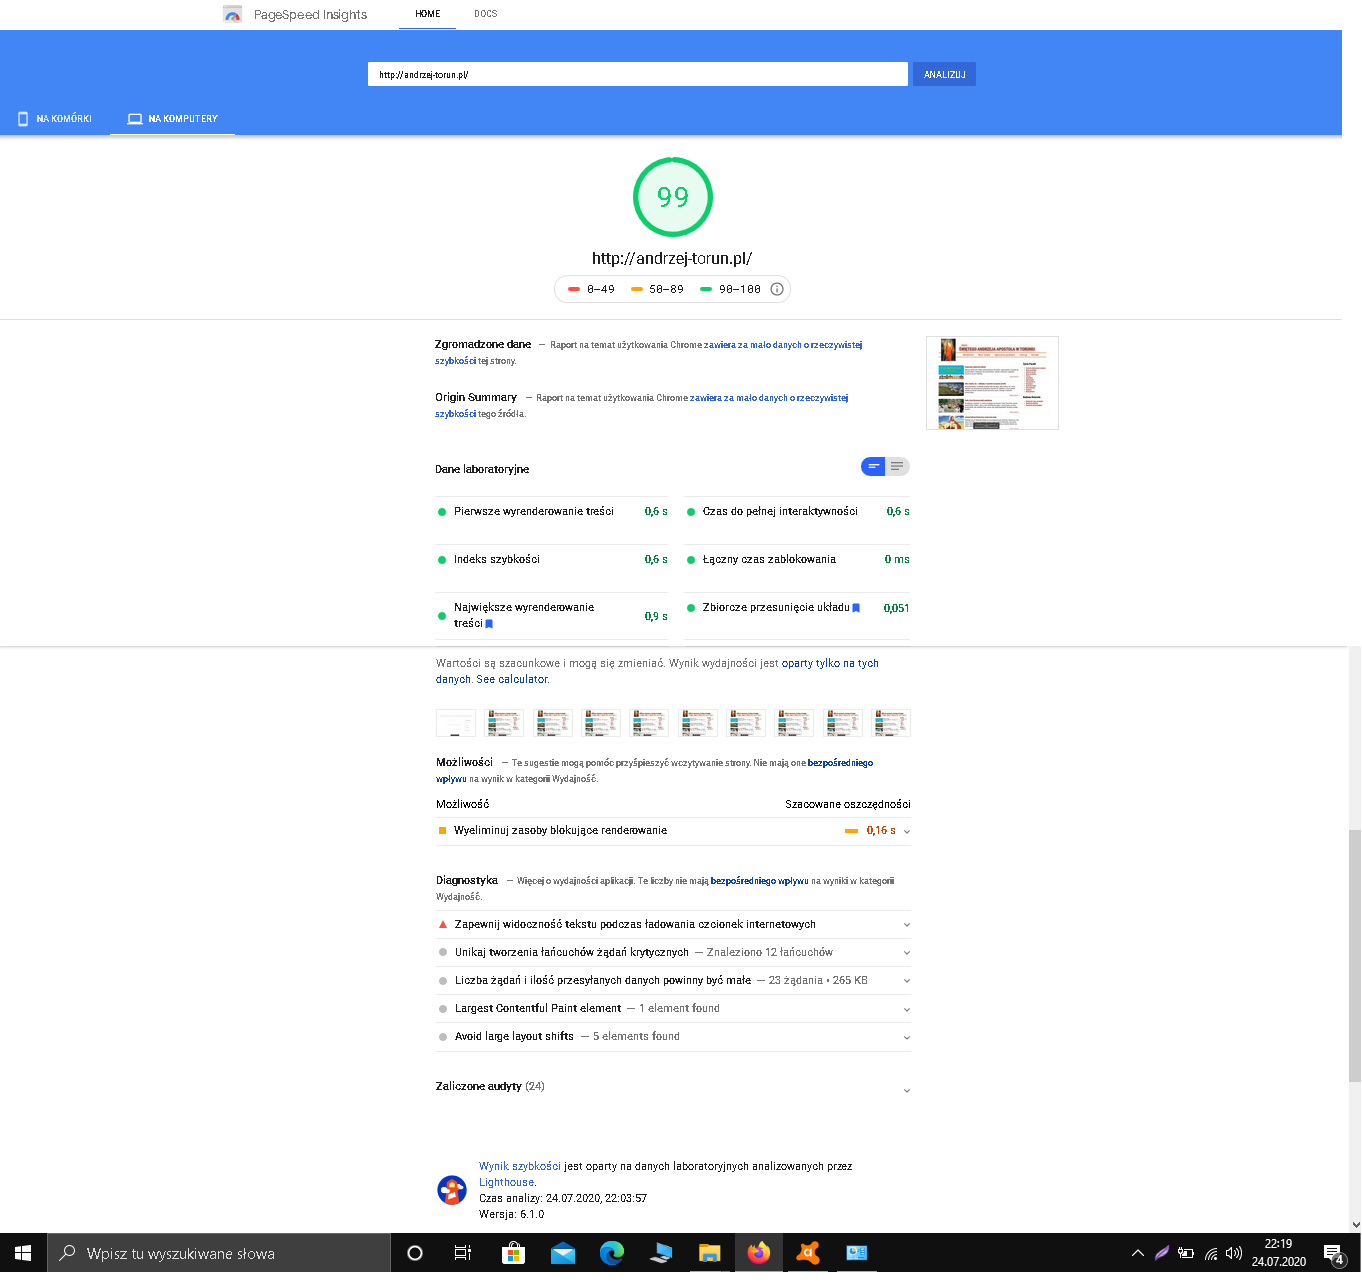 PageSpeed Insights
HOME
DOCS
http://andrzej-torun.pl/
ANALIZUJ
NA KOMÓRKI
NA KOMPUTERY
99
http://andrzej-torun.pl/
0–49
50–89
90–100
Zgromadzone dane — Raport na temat użytkowania Chrome zawiera za mało danych o rzeczywistej
szybkości tej strony.
Origin Summary — Raport na temat użytkowania Chrome zawiera za mało danych o rzeczywistej
szybkości tego źródła.
Dane laboratoryjne
Pierwsze wyrenderowanie treści 0,6 s
Czas do pełnej interaktywności 0,6 s
Indeks szybkości 0,6 s
Łączny czas zablokowania 0 ms
Największe wyrenderowanie
treści 0,9 s
Zbiorcze przesunięcie układu 0,051
Wartości są szacunkowe i mogą się zmieniać. Wynik wydajności jest oparty tylko na tych
danych. See calculator.
Możliwości — Te sugestie mogą pomóc przyśpieszyć wczytywanie strony. Nie mają one bezpośredniego
wpływu na wynik w kategorii Wydajność.
Możliwość Szacowane oszczędności
Wyeliminuj zasoby blokujące renderowanie 0,16 s
Diagnostyka — Więcej o wydajności aplikacji. Te liczby nie mają bezpośredniego wpływu na wyniki w kategorii
Wydajność.
Zapewnij widoczność tekstu podczas ładowania czcionek internetowych
Unikaj tworzenia łańcuchów żądań krytycznych — Znaleziono 12 łańcuchów
Liczba żądań i ilość przesyłanych danych powinny być małe — 23 żądania • 265 KB
Largest Contentful Paint element — 1 element found
Avoid large layout shifts — 5 elements found
Zaliczone audyty (24)
Wynik szybkości jest oparty na danych laboratoryjnych analizowanych przez
Lighthouse.
Czas analizy: 24.07.2020, 22:03:57
Wersja: 6.1.0
Wpisz tu wyszukiwane słowa
22:19
24.07.2020
4